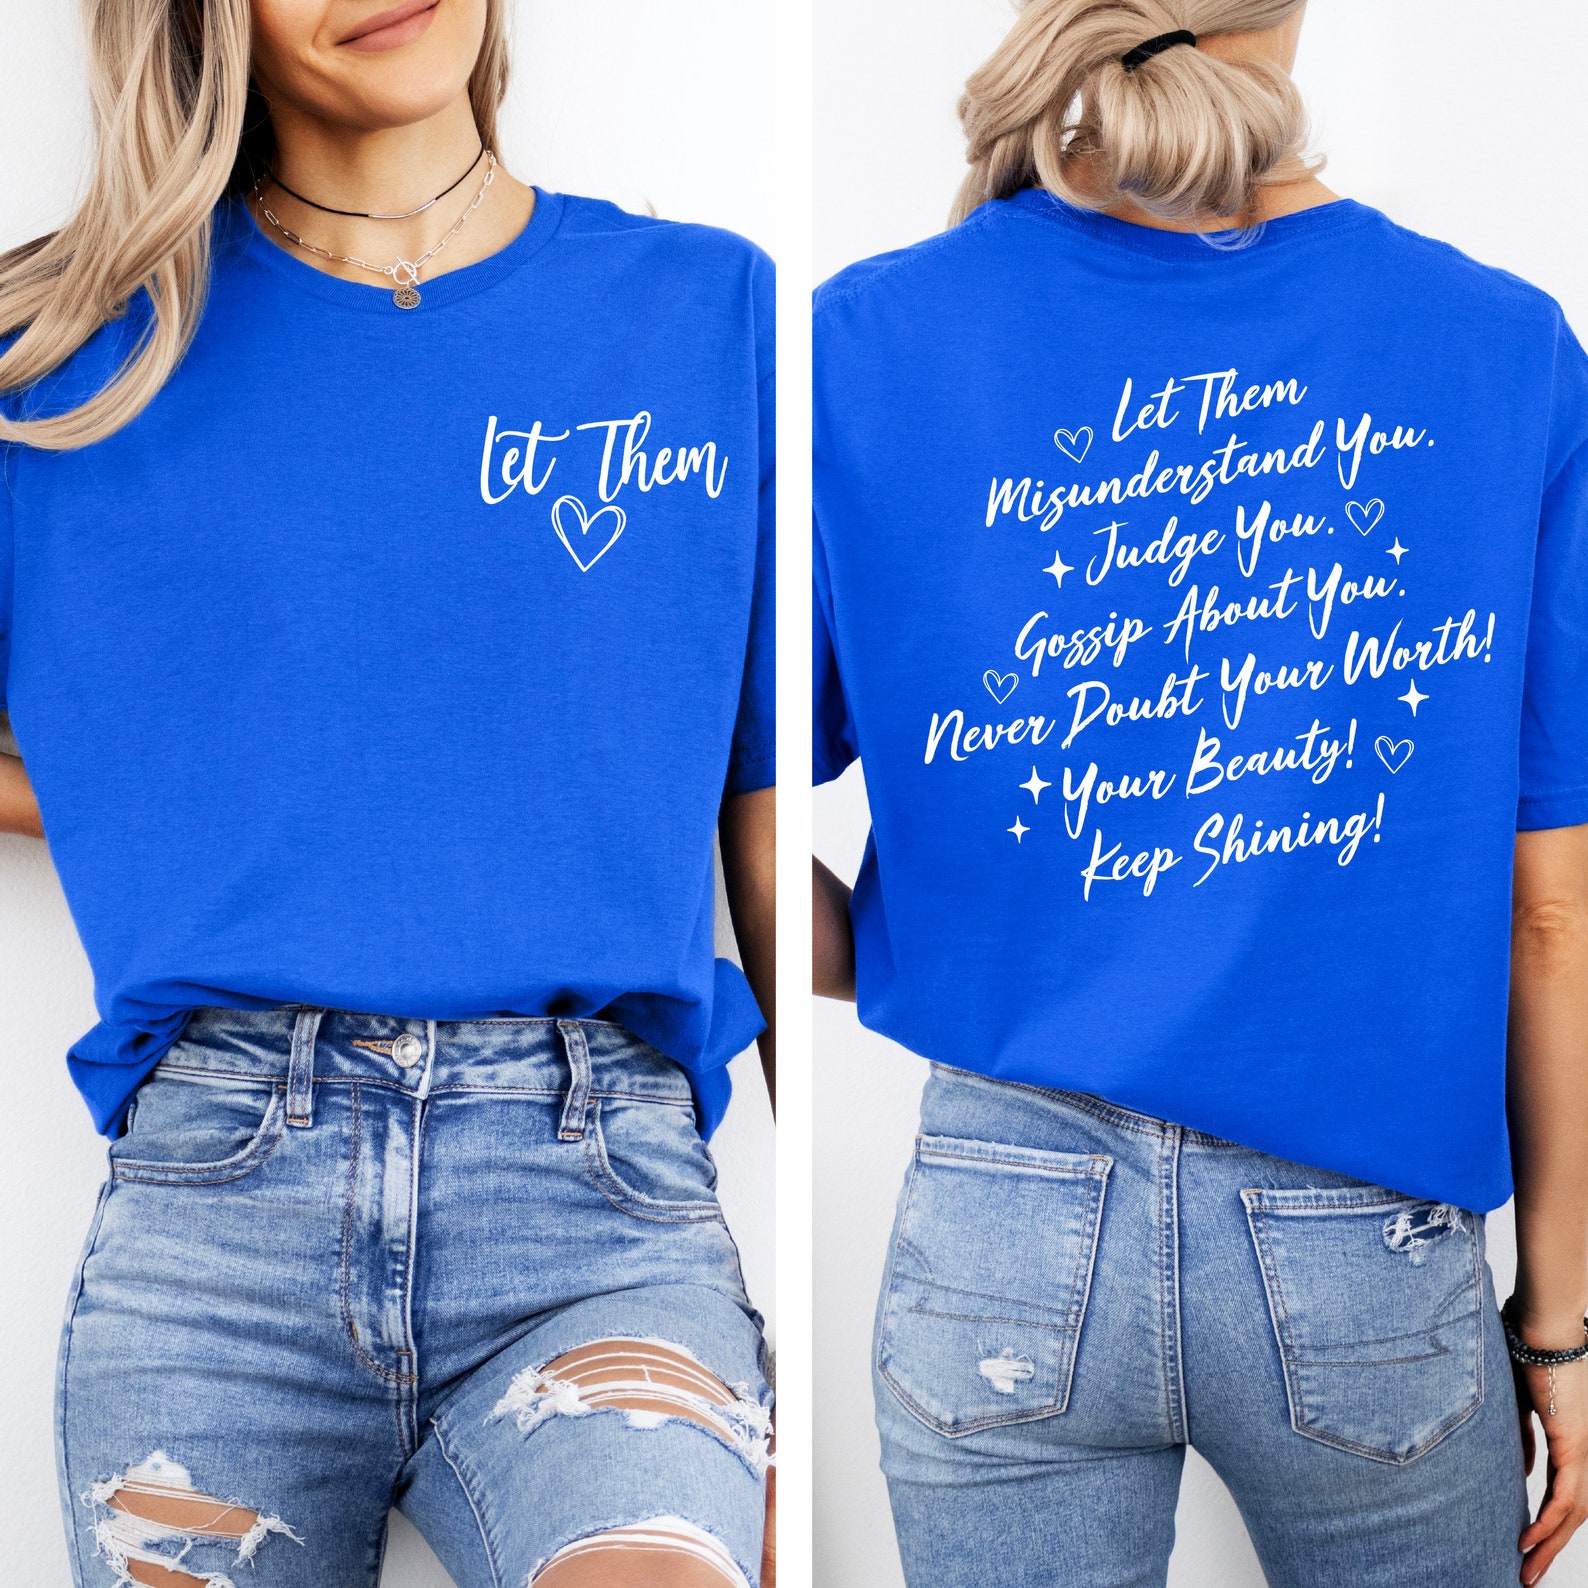 Let Them
Let Them
Misunderstand You.
Judge You.
Gossip About You.
Never Doubt Your Worth!
Your Beauty!
Keep Shining!